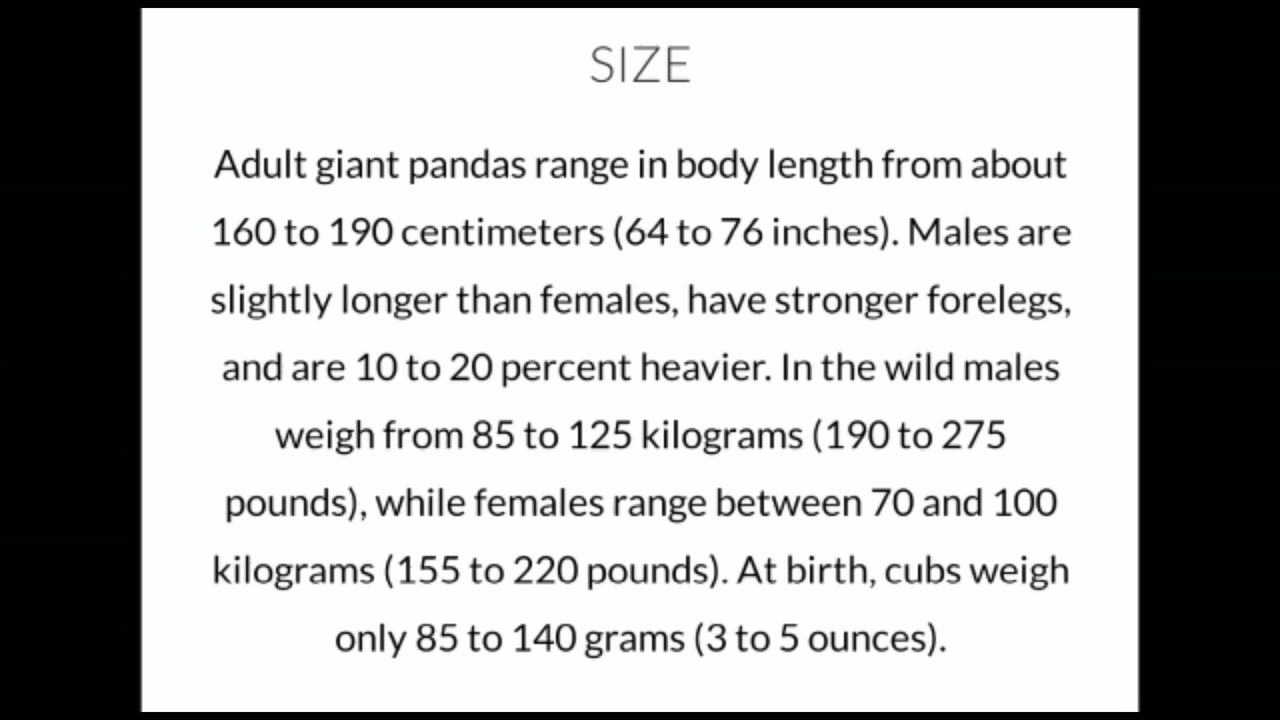 SIZE
Adult giant pandas range in body length from about
160 to 190 centimeters (64 to 76 inches). Males are
slightly longer than females, have stronger forelegs,
and are 10 to 20 percent heavier. In the wild males
weigh from 85 to 125 kilograms (190 to 275
pounds), while females range between 70 and 100
kilograms (155 to 220 pounds). At birth, cubs weigh
only 85 to 140 grams (3 to 5 ounces).